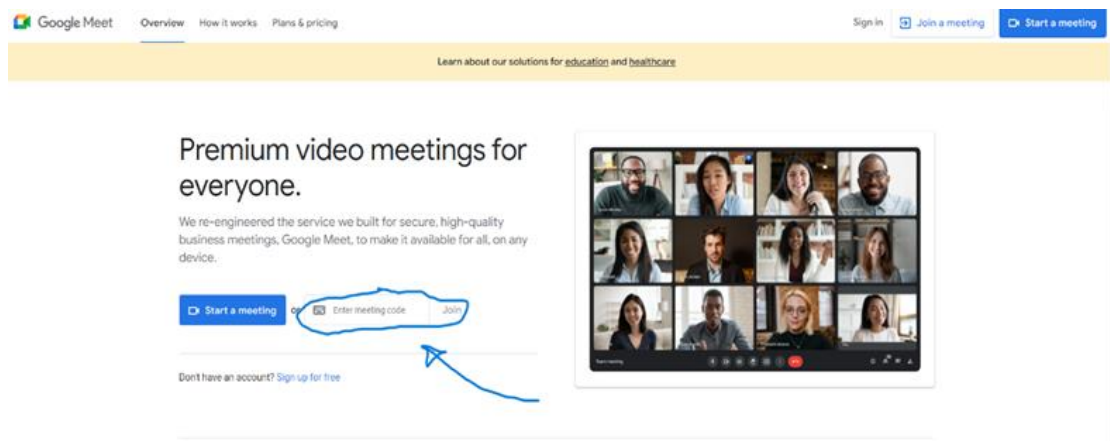 Google Meet
Overview How it works Plans & pricing
Sign in Join a meeting Start a meeting
Learn about our solutions for education and healthcare
Premium video meetings for
everyone.
We re-engineered the service we built for secure, high-quality
business meetings, Google Meet, to make it available for all, on any
device.
Start a meeting or Enter meeting code Join
Don't have an account? Sign up for free